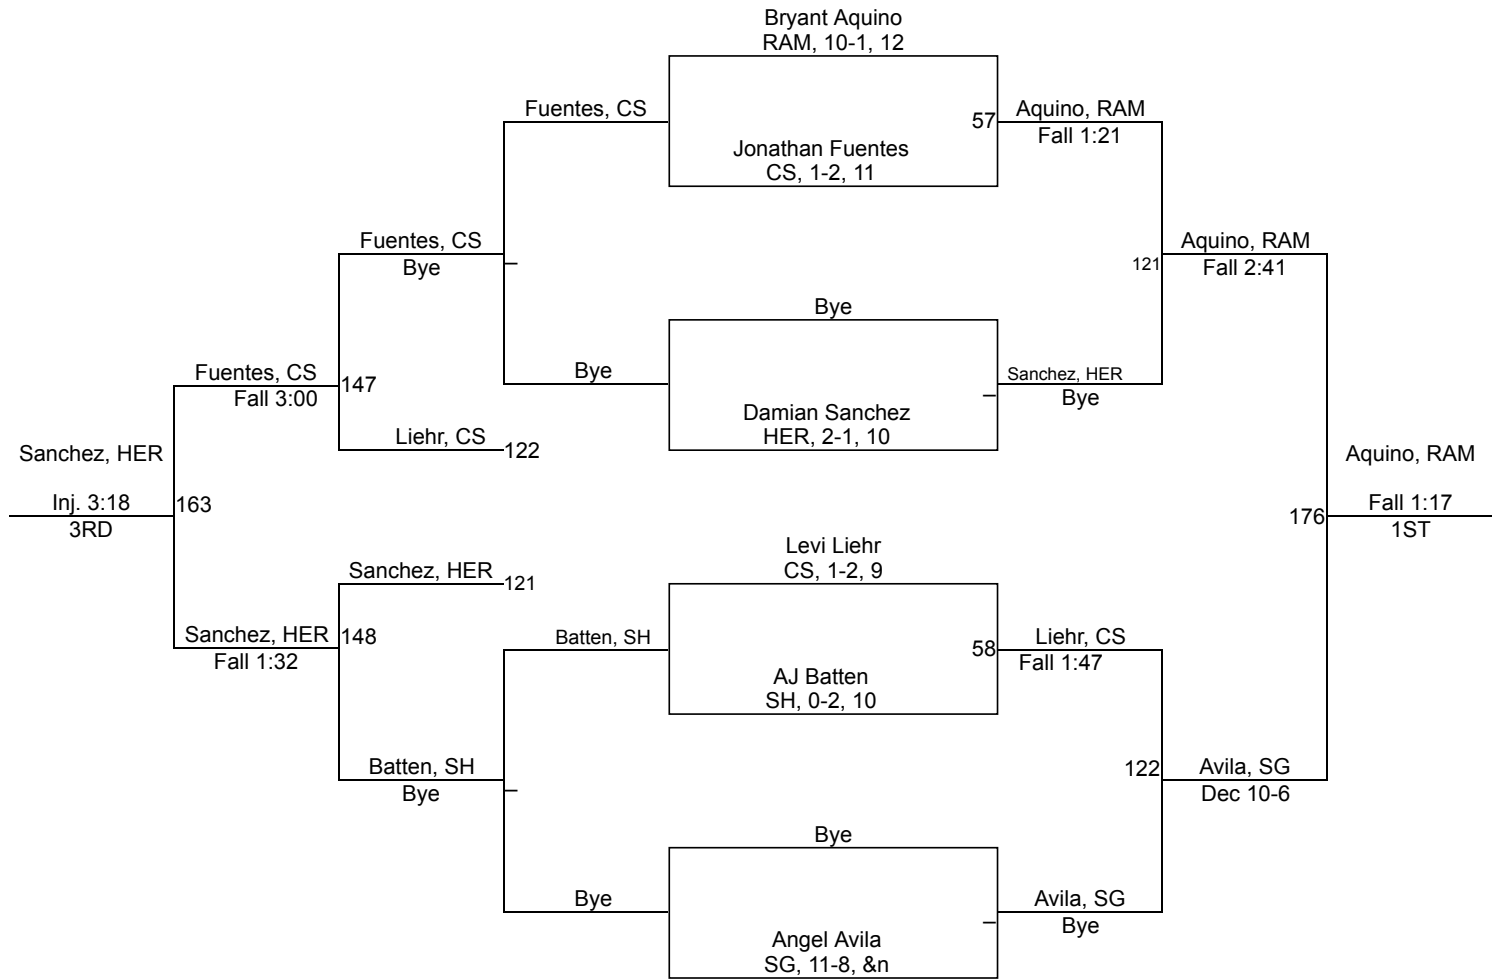 Bryant Aquino
RAM, 10-1, 12
Fuentes, CS
57
Aquino, RAM
Fall 1:21
Jonathan Fuentes
CS, 1-2, 11
Fuentes, CS
Bye
121
Aquino, RAM
Fall 2:41
Bye
Bye
Sanchez, HER
Bye
Damian Sanchez
HER, 2-1, 10
Fuentes, CS
Fall 3:00
147
Liehr, CS
122
Sanchez, HER
Inj. 3:18
3RD
163
Aquino, RAM
176
Fall 1:17
1ST
Levi Liehr
CS, 1-2, 9
Sanchez, HER
121
Sanchez, HER
Fall 1:32
148
Batten, SH
58
Liehr, CS
Fall 1:47
AJ Batten
SH, 0-2, 10
Batten, SH
Bye
122
Avila, SG
Dec 10-6
Bye
Bye
Avila, SG
Bye
Angel Avila
SG, 11-8, &n